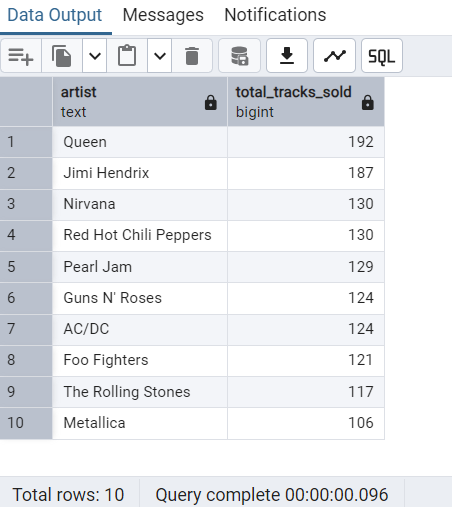 Data Output Messages Notifications
SQL
artist total_tracks_sold
text bigint
1 Queen 192
2 Jimi Hendrix 187
3 Nirvana 130
4 Red Hot Chili Peppers 130
5 Pearl Jam 129
6 Guns N' Roses 124
7 AC/DC 124
8 Foo Fighters 121
9 The Rolling Stones 117
10 Metallica 106
Total rows: 10 Query complete 00:00:00.096